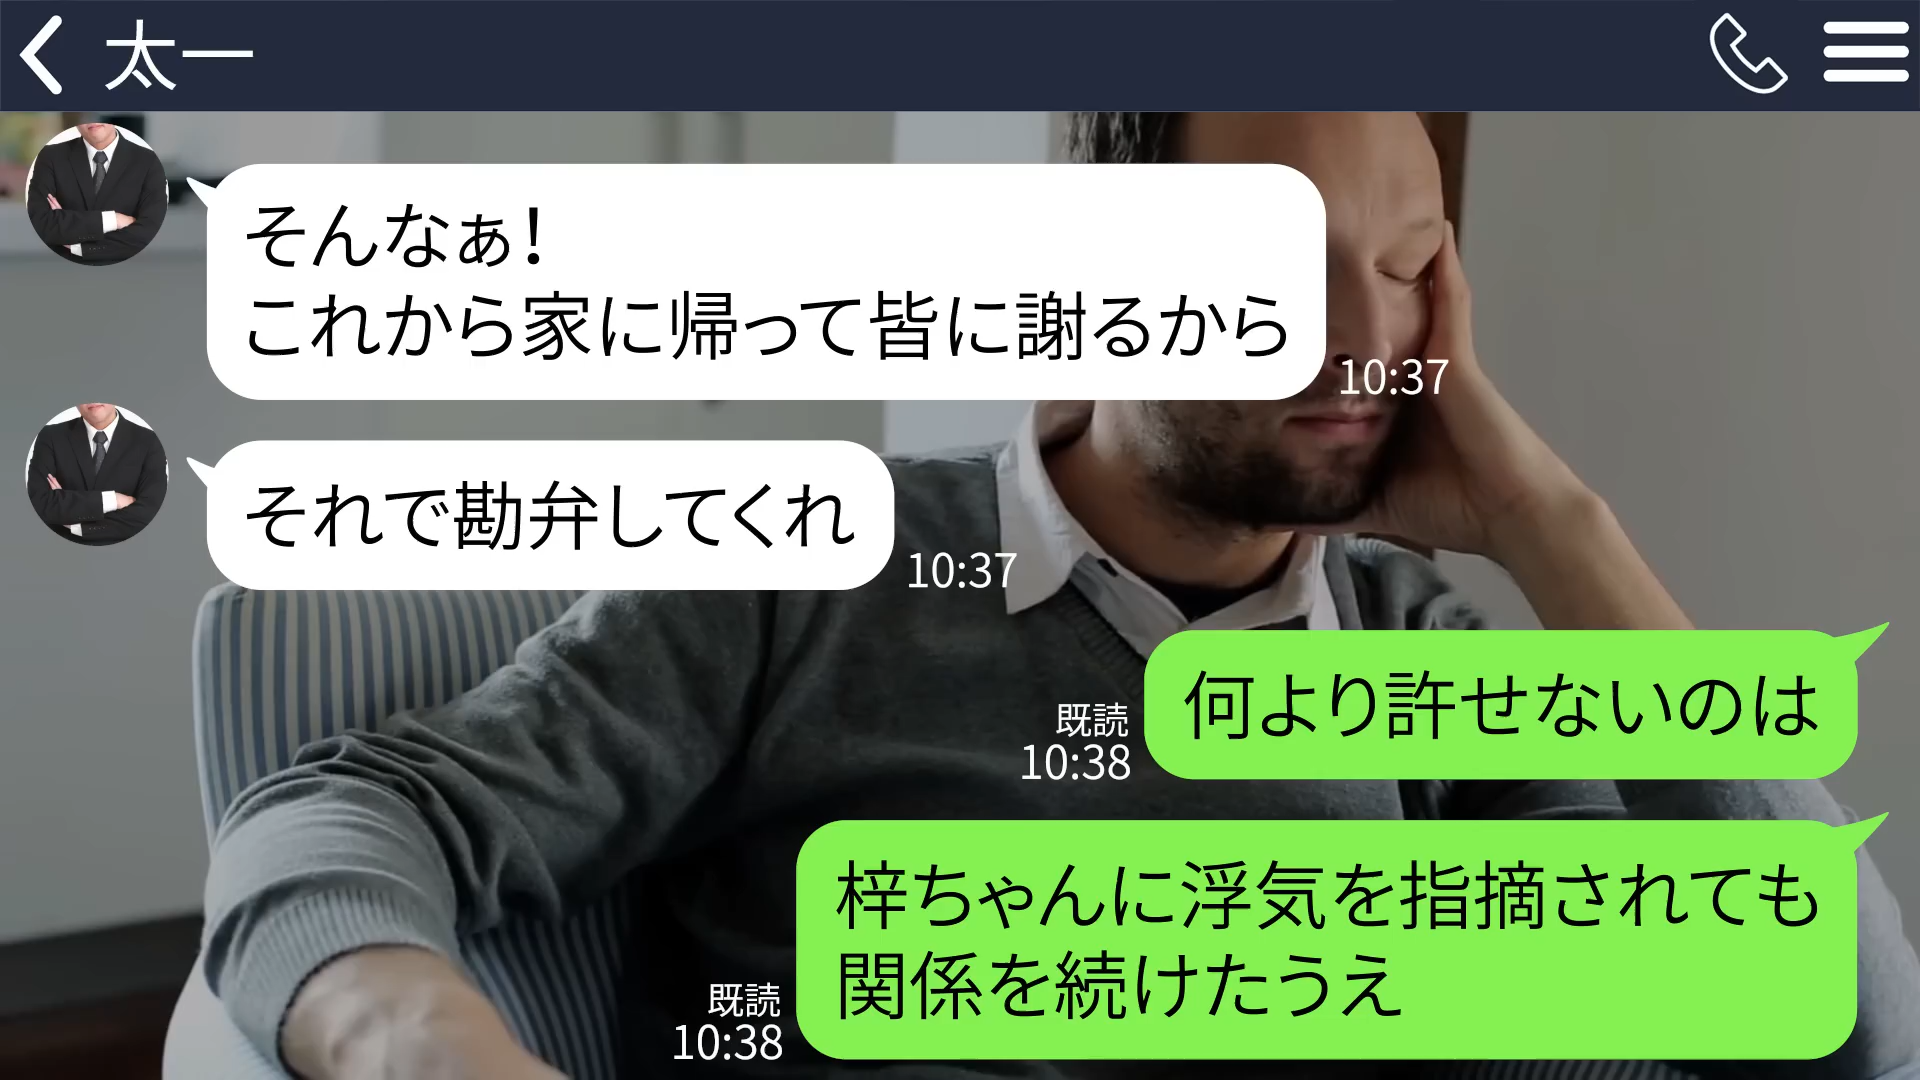 太一
そんなぁ!
これから家に帰って皆に謝るから
10:37
それで勘弁してくれ
10:37
何より許せないのは
既読
10:38
梓ちゃんに浮気を指摘されても
関係を続けたうえ
既読
10:38